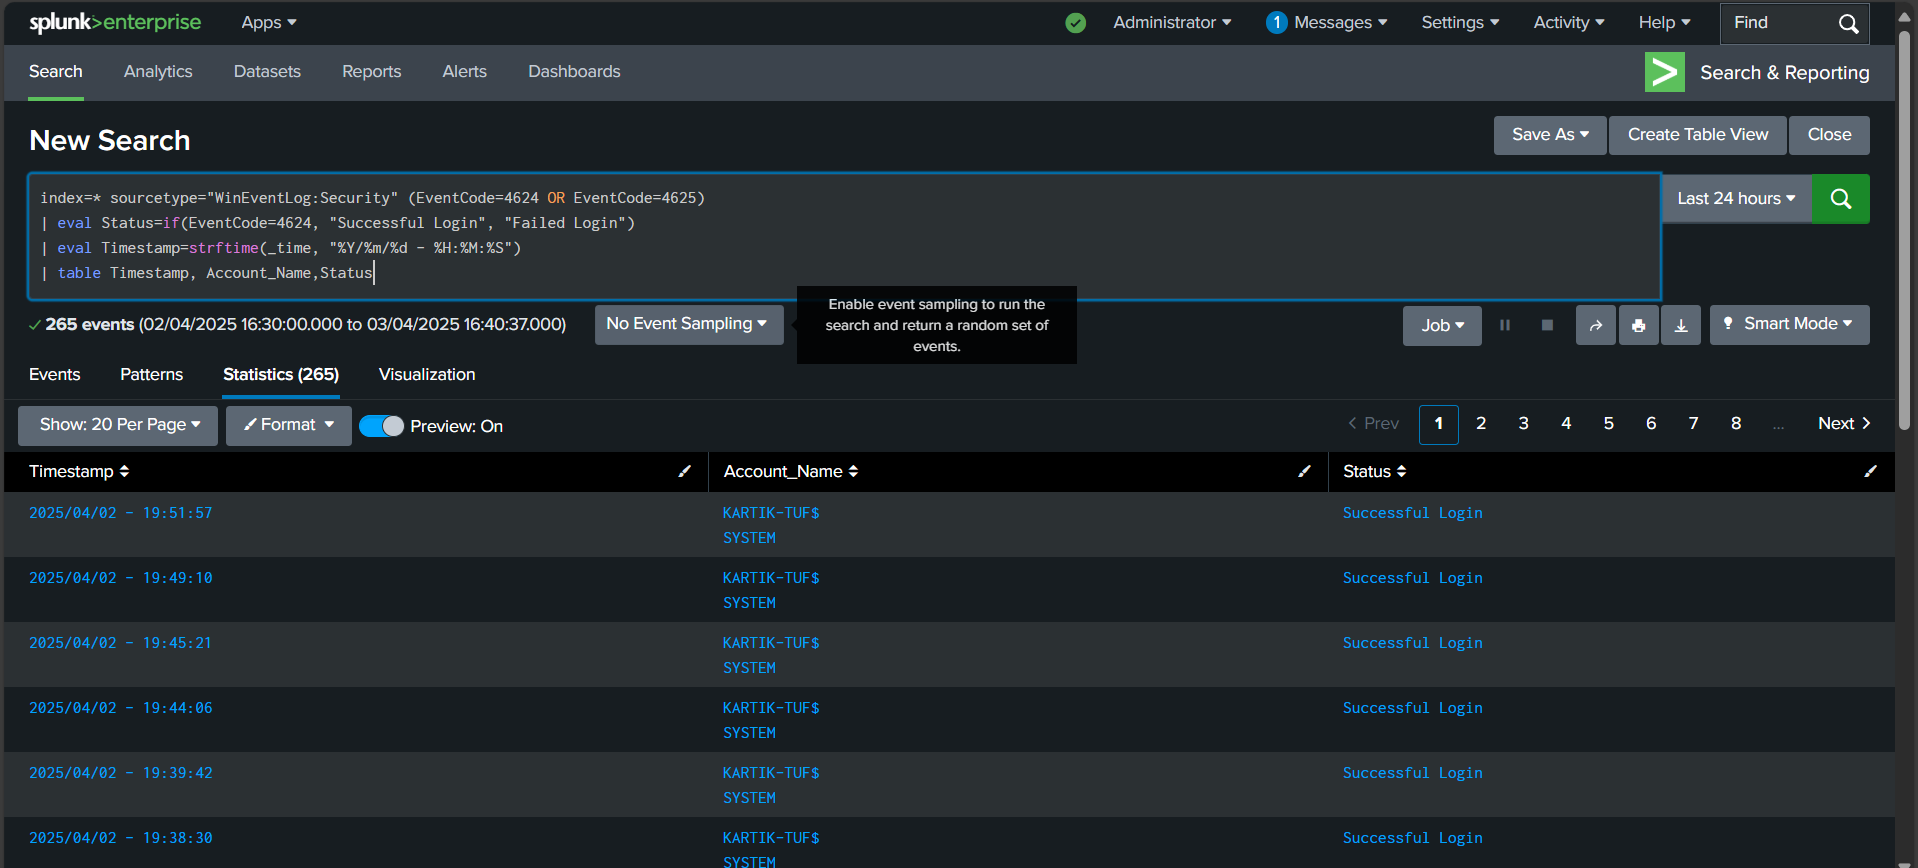 splunk>enterprise Apps Administrator 1 Messages Settings Activity Help Find
Search Analytics Datasets Reports Alerts Dashboards > Search & Reporting
New Search Save As Create Table View Close
index=* sourcetype="WinEventLog:Security" (EventCode=4624 OR EventCode=4625)
| eval Status=if(EventCode=4624, "Successful Login", "Failed Login")
| eval Timestamp=strftime(_time, "%Y/%m/%d - %H:%M:%S")
| table Timestamp, Account_Name,Status
Last 24 hours
265 events (02/04/2025 16:30:00.000 to 03/04/2025 16:40:37.000) No Event Sampling
Enable event sampling to run the
search and return a random set of
events.
Job Smart Mode
Events Patterns Statistics (265) Visualization
Show: 20 Per Page Format Preview: On < Prev 1 2 3 4 5 6 7 8 ... Next >
Timestamp Account_Name Status
2025/04/02 - 19:51:57 KARTIK-TUF$ Successful Login
SYSTEM
2025/04/02 - 19:49:10 KARTIK-TUF$ Successful Login
SYSTEM
2025/04/02 - 19:45:21 KARTIK-TUF$ Successful Login
SYSTEM
2025/04/02 - 19:44:06 KARTIK-TUF$ Successful Login
SYSTEM
2025/04/02 - 19:39:42 KARTIK-TUF$ Successful Login
SYSTEM
2025/04/02 - 19:38:30 KARTIK-TUF$ Successful Login
SYSTEM